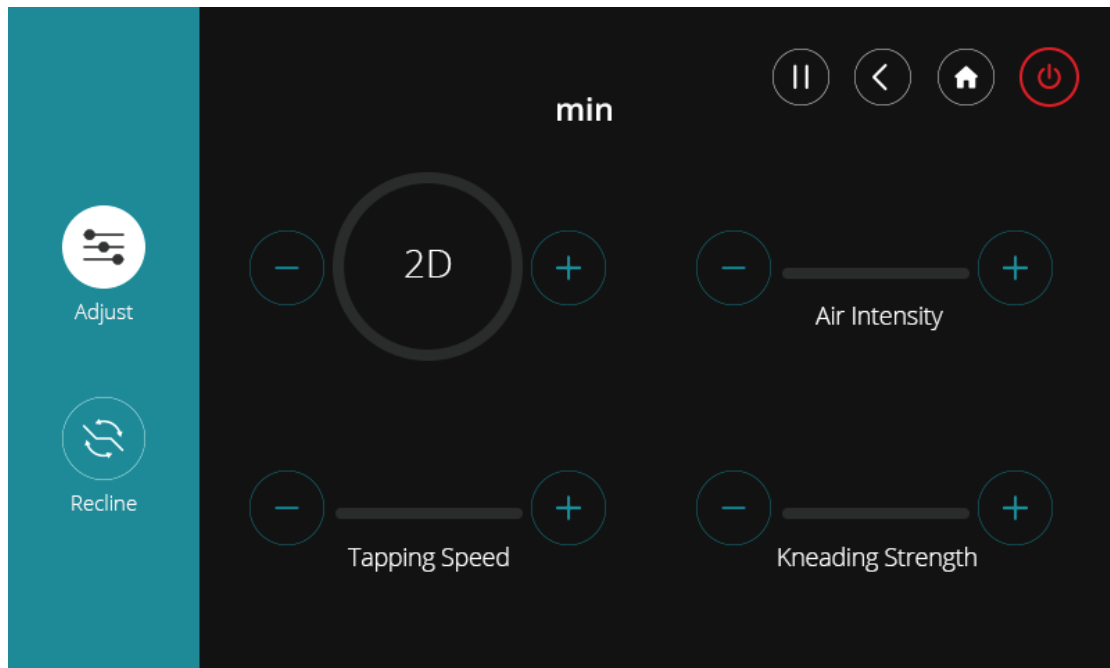 min
2D
Adjust
Air Intensity
Recline
Tapping Speed
Kneading Strength